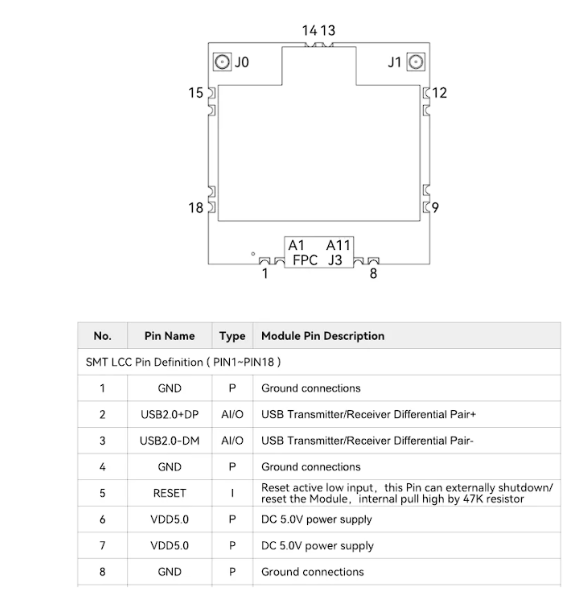 14 13
J0
J1
15
12
18
9
A1 A11
FPC J3
1
8
No. Pin Name Type Module Pin Description
SMT LCC Pin Definition ( PIN1~PIN18 )
1 GND P Ground connections
2 USB2.0+DP AI/O USB Transmitter/Receiver Differential Pair+
3 USB2.0-DM AI/O USB Transmitter/Receiver Differential Pair-
4 GND P Ground connections
5 RESET I Reset active low input，this Pin can externally shutdown/
reset the Module，internal pull high by 47K resistor
6 VDD5.0 P DC 5.0V power supply
7 VDD5.0 P DC 5.0V power supply
8 GND P Ground connections